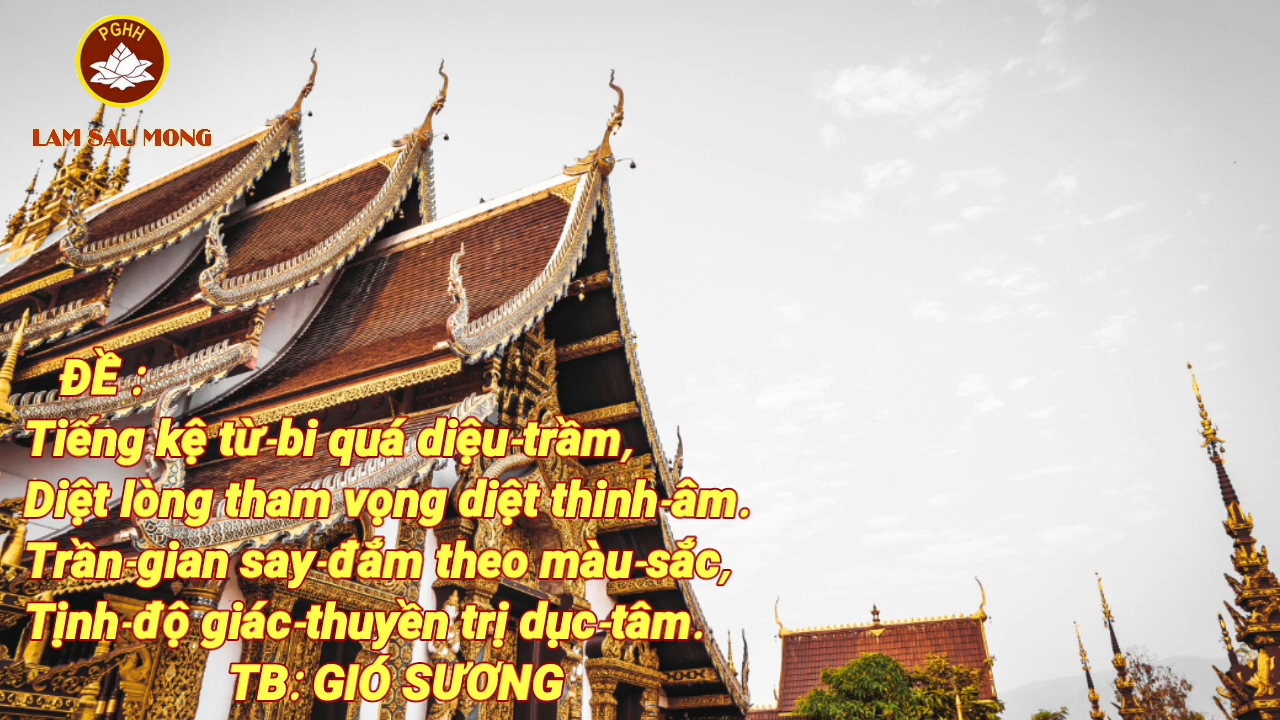 PGHH
LAM SAU MONG
ĐỀ :
Tiếng kệ từ-bi quá diệu-trầm,
Diệt lòng tham vọng diệt thinh-âm.
Trần-gian say-đắm theo màu-sắc,
Tịnh-độ giác-thuyền trị dục-tâm.
TB: GIÓ SƯƠNG